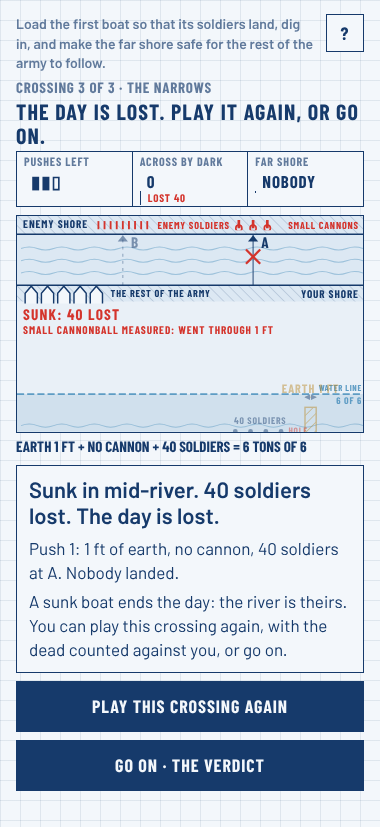 Load the first boat so that its soldiers land, dig
in, and make the far shore safe for the rest of the
army to follow.
?
CROSSING 3 OF 3 · THE NARROWS
THE DAY IS LOST. PLAY IT AGAIN, OR GO
ON.
PUSHES LEFT
ACROSS BY DARK
0
LOST 40
FAR SHORE
NOBODY
ENEMY SHORE
ENEMY SOLDIERS
SMALL CANNONS
B
A
THE REST OF THE ARMY
YOUR SHORE
SUNK: 40 LOST
SMALL CANNONBALL MEASURED: WENT THROUGH 1 FT
EARTH
WATER LINE
6 OF 6
40 SOLDIERS
HOLE
EARTH 1 FT + NO CANNON + 40 SOLDIERS = 6 TONS OF 6
Sunk in mid-river. 40 soldiers
lost. The day is lost.
Push 1: 1 ft of earth, no cannon, 40 soldiers
at A. Nobody landed.
A sunk boat ends the day: the river is theirs.
You can play this crossing again, with the
dead counted against you, or go on.
PLAY THIS CROSSING AGAIN
GO ON · THE VERDICT